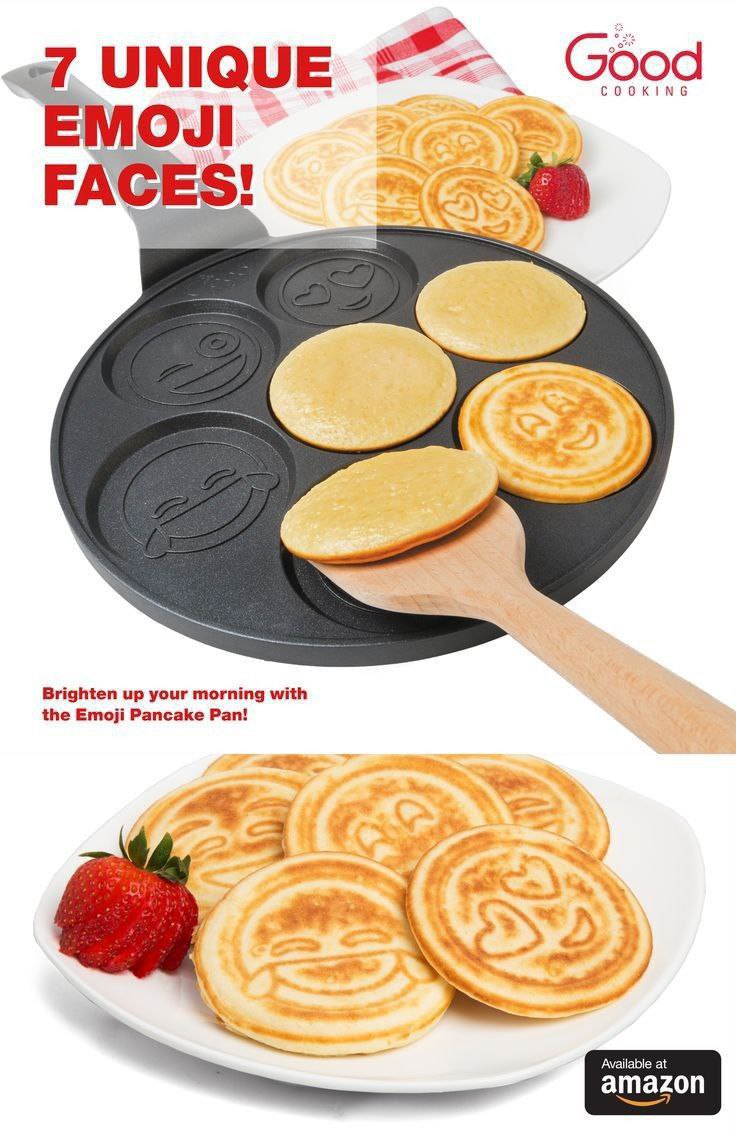 7 UNIQUE
EMOJI
FACES!
Good
COOKING
Brighten up your morning with
the Emoji Pancake Pan!
Available at
amazon